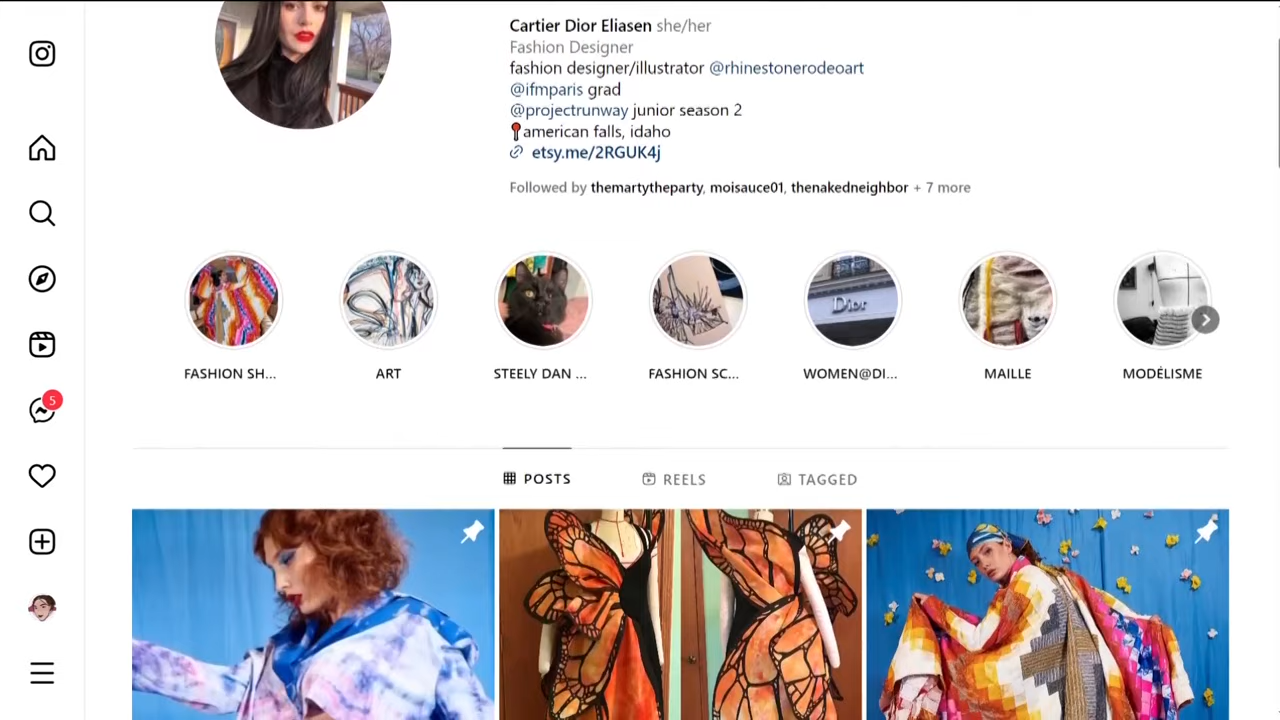 Cartier Dior Eliasen she/her
Fashion Designer
fashion designer/illustrator @rhinestonerodeoart
@ifmparis grad
@projectrunway junior season 2
📍american falls, idaho
etsy.me/2RGUK4j
Followed by themartytheparty, moisauce01, thenakedneighbor + 7 more
Dior
FASHION SH... ART STEELY DAN ... FASHION SC... WOMEN@DI... MAILLE MODÉLISME
5
POSTS REELS TAGGED